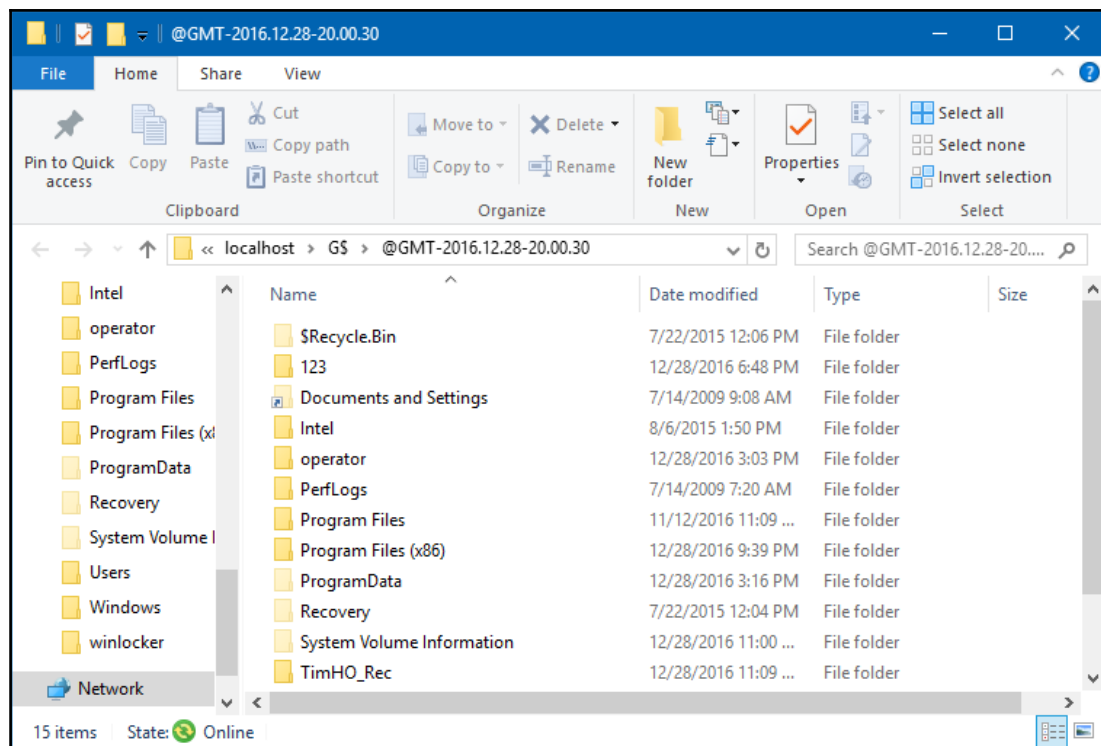 @GMT-2016.12.28-20.00.30
File Home Share View
Pin to Quick access
Copy
Paste
Cut
Copy path
Paste shortcut
Clipboard
Move to
Copy to
Delete
Rename
Organize
New folder
New
Properties
Open
Select all
Select none
Invert selection
Select
« localhost › G$ › @GMT-2016.12.28-20.00.30
Search @GMT-2016.12.28-20....
Intel
operator
PerfLogs
Program Files
Program Files (x8
ProgramData
Recovery
System Volume I
Users
Windows
winlocker
Network
Name Date modified Type Size
$Recycle.Bin 7/22/2015 12:06 PM File folder
123 12/28/2016 6:48 PM File folder
Documents and Settings 7/14/2009 9:08 AM File folder
Intel 8/6/2015 1:50 PM File folder
operator 12/28/2016 3:03 PM File folder
PerfLogs 7/14/2009 7:20 AM File folder
Program Files 11/12/2016 11:09 ... File folder
Program Files (x86) 12/28/2016 9:39 PM File folder
ProgramData 12/28/2016 3:16 PM File folder
Recovery 7/22/2015 12:04 PM File folder
System Volume Information 12/28/2016 11:00 ... File folder
TimHO_Rec 12/28/2016 11:09 ... File folder
15 items State: Online